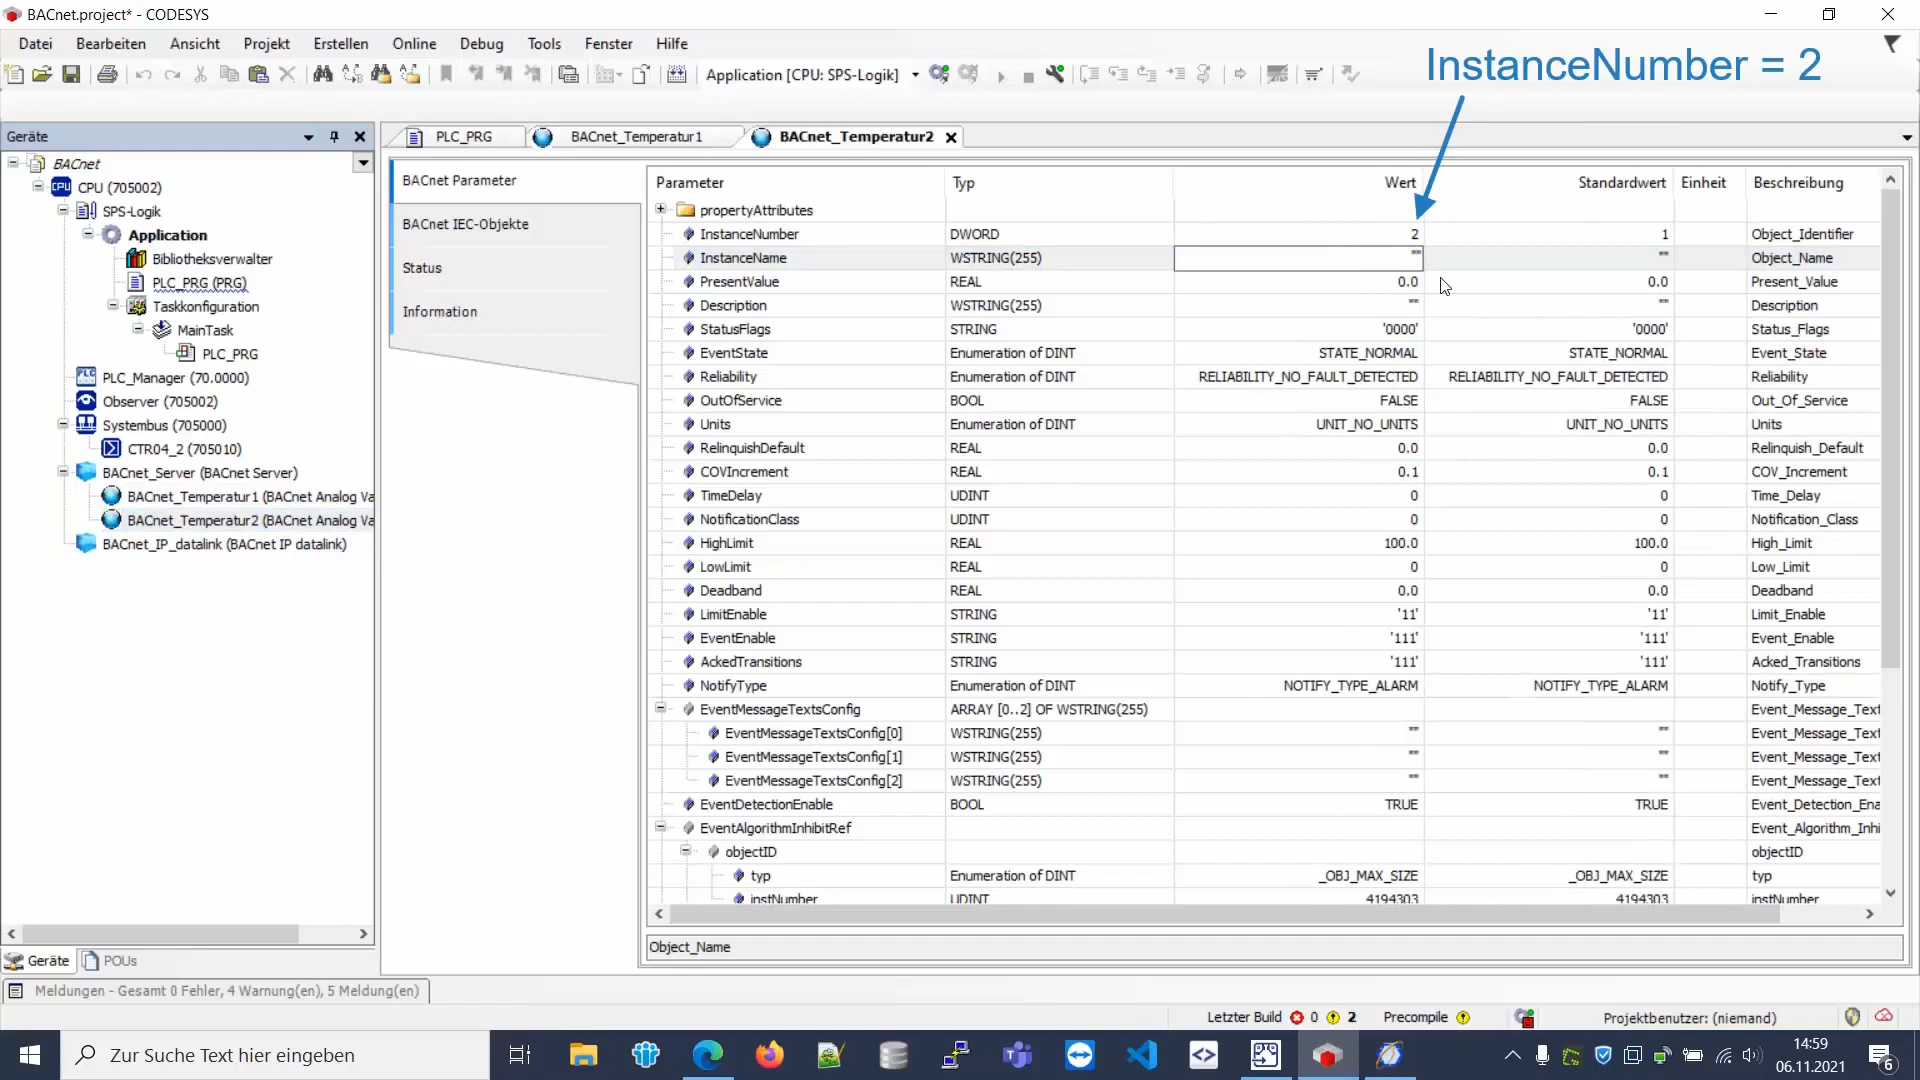 BACnet.project* - CODESYS
Datei Bearbeiten Ansicht Projekt Erstellen Online Debug Tools Fenster Hilfe
InstanceNumber = 2
Application [CPU: SPS-Logik]
Geräte
PLC_PRG BACnet_Temperatur1 BACnet_Temperatur2
BACnet
CPU (705002)
SPS-Logik
Application
Bibliotheksverwalter
PLC_PRG (PRG)
Taskkonfiguration
MainTask
PLC_PRG
PLC_Manager (70.0000)
Observer (705002)
Systembus (705000)
CTR04_2 (705010)
BACnet_Server (BACnet Server)
BACnet_Temperatur1 (BACnet Analog Va
BACnet_Temperatur2 (BACnet Analog Va
BACnet_IP_datalink (BACnet IP datalink)
Geräte POUs
BACnet Parameter
BACnet IEC-Objekte
Status
Information
Parameter Typ Wert Standardwert Einheit Beschreibung
propertyAttributes
InstanceNumber DWORD 2 1 Object_Identifier
InstanceName WSTRING(255) "" "" Object_Name
PresentValue REAL 0.0 0.0 Present_Value
Description WSTRING(255) "" "" Description
StatusFlags STRING '0000' '0000' Status_Flags
EventState Enumeration of DINT STATE_NORMAL STATE_NORMAL Event_State
Reliability Enumeration of DINT RELIABILITY_NO_FAULT_DETECTED RELIABILITY_NO_FAULT_DETECTED Reliability
OutOfService BOOL FALSE FALSE Out_Of_Service
Units Enumeration of DINT UNIT_NO_UNITS UNIT_NO_UNITS Units
RelinquishDefault REAL 0.0 0.0 Relinquish_Default
COVIncrement REAL 0.1 0.1 COV_Increment
TimeDelay UDINT 0 0 Time_Delay
NotificationClass UDINT 0 0 Notification_Class
HighLimit REAL 100.0 100.0 High_Limit
LowLimit REAL 0 0 Low_Limit
Deadband REAL 0.0 0.0 Deadband
LimitEnable STRING '11' '11' Limit_Enable
EventEnable STRING '111' '111' Event_Enable
AckedTransitions STRING '111' '111' Acked_Transitions
NotifyType Enumeration of DINT NOTIFY_TYPE_ALARM NOTIFY_TYPE_ALARM Notify_Type
EventMessageTextsConfig ARRAY [0..2] OF WSTRING(255) Event_Message_Text
EventMessageTextsConfig[0] WSTRING(255) "" "" Event_Message_Text
EventMessageTextsConfig[1] WSTRING(255) "" "" Event_Message_Text
EventMessageTextsConfig[2] WSTRING(255) "" "" Event_Message_Text
EventDetectionEnable BOOL TRUE TRUE Event_Detection_Ena
EventAlgorithmInhibitRef Event_Algorithm_Inhi
objectID objectID
typ Enumeration of DINT _OBJ_MAX_SIZE _OBJ_MAX_SIZE typ
instNumber UDINT 4194303 4194303 instNumber
Object_Name
Meldungen - Gesamt 0 Fehler, 4 Warnung(en), 5 Meldung(en)
Letzter Build 0 2 Precompile Projektbenutzer: (niemand)
Zur Suche Text hier eingeben
14:59
06.11.2021
6